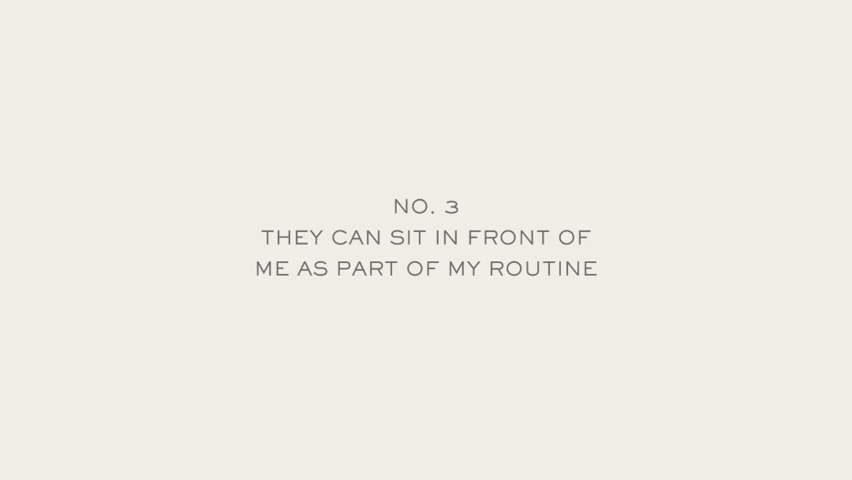 NO. 3
THEY CAN SIT IN FRONT OF
ME AS PART OF MY ROUTINE